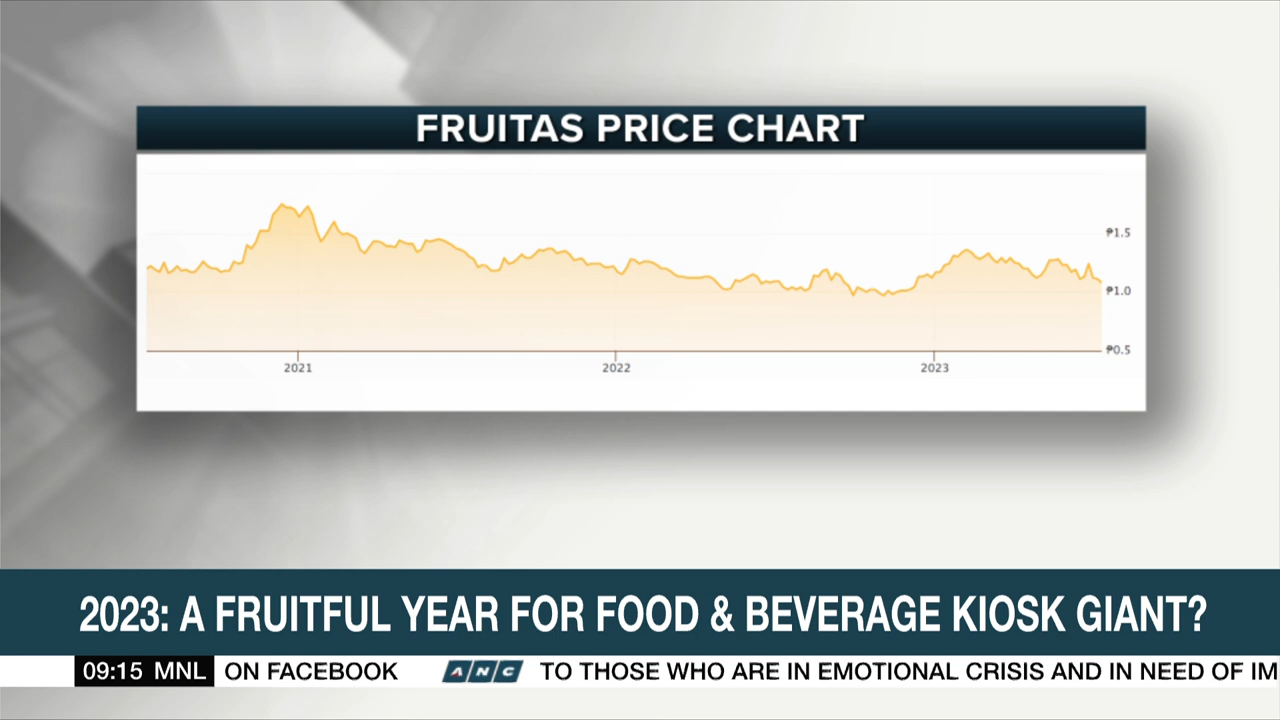 FRUITAS PRICE CHART
₱1.5
₱1.0
₱0.5
2021 2022 2023
2023: A FRUITFUL YEAR FOR FOOD & BEVERAGE KIOSK GIANT?
09:15 MNL ON FACEBOOK ANC TO THOSE WHO ARE IN EMOTIONAL CRISIS AND IN NEED OF IM